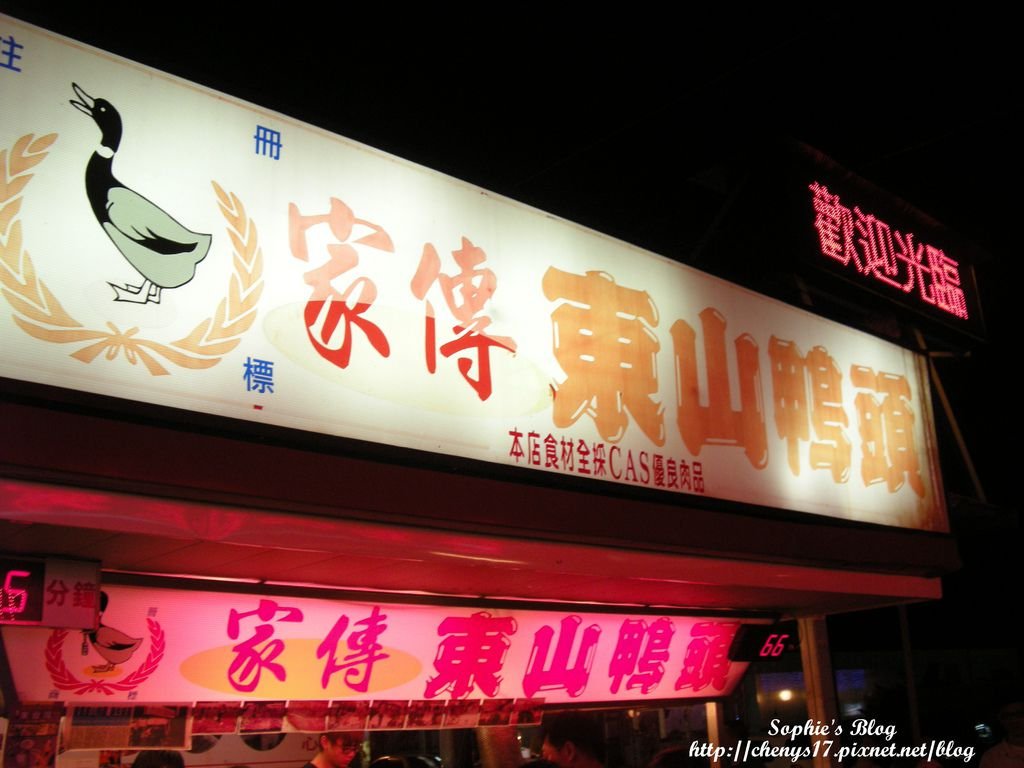 註冊
商標
家傳 東山鴨頭
本店食材全採CAS優良肉品
歡迎光臨
分鐘
家傳 東山鴨頭
66
Sophie's Blog
http://chenys17.pixnet.net/blog